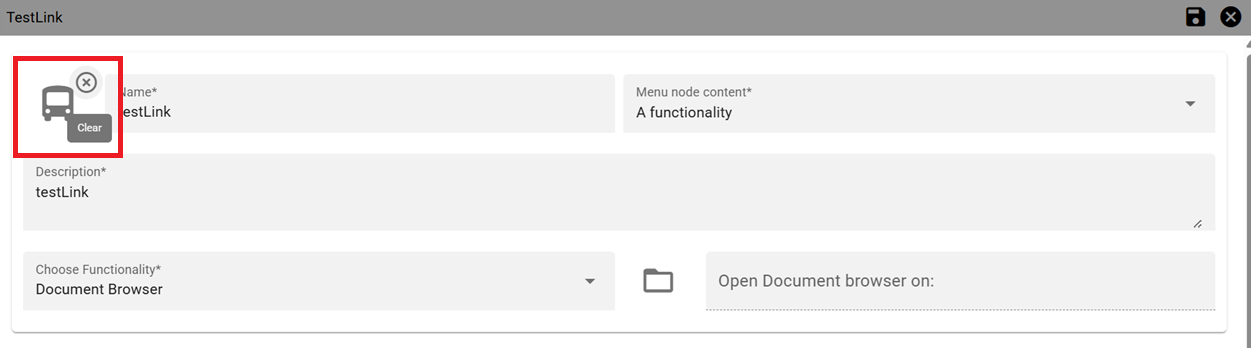 TestLink
Name*
testLink
Clear
Menu node content*
A functionality
Description*
testLink
Choose Functionality*
Document Browser
Open Document browser on: